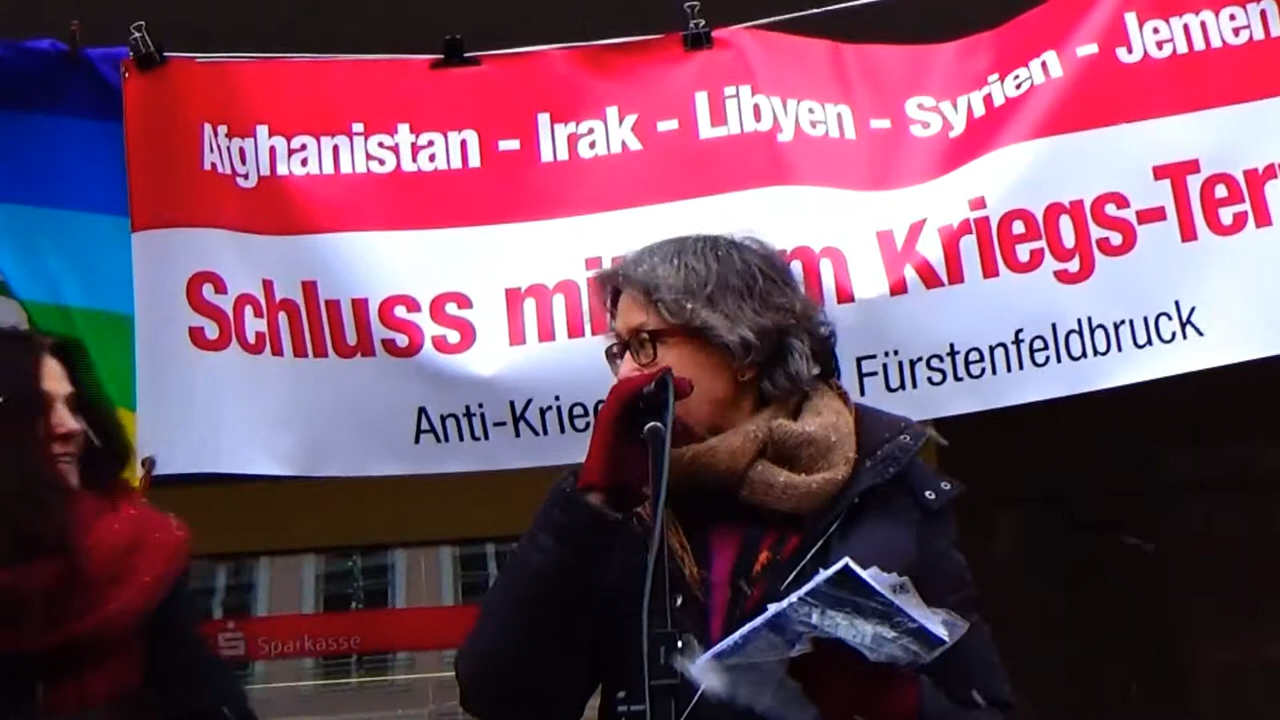 Afghanistan - Irak - Libyen - Syrien - Jemen
Schluss mi m Kriegs-Ter
Anti-Krie Fürstenfeldbruck
Sparkasse